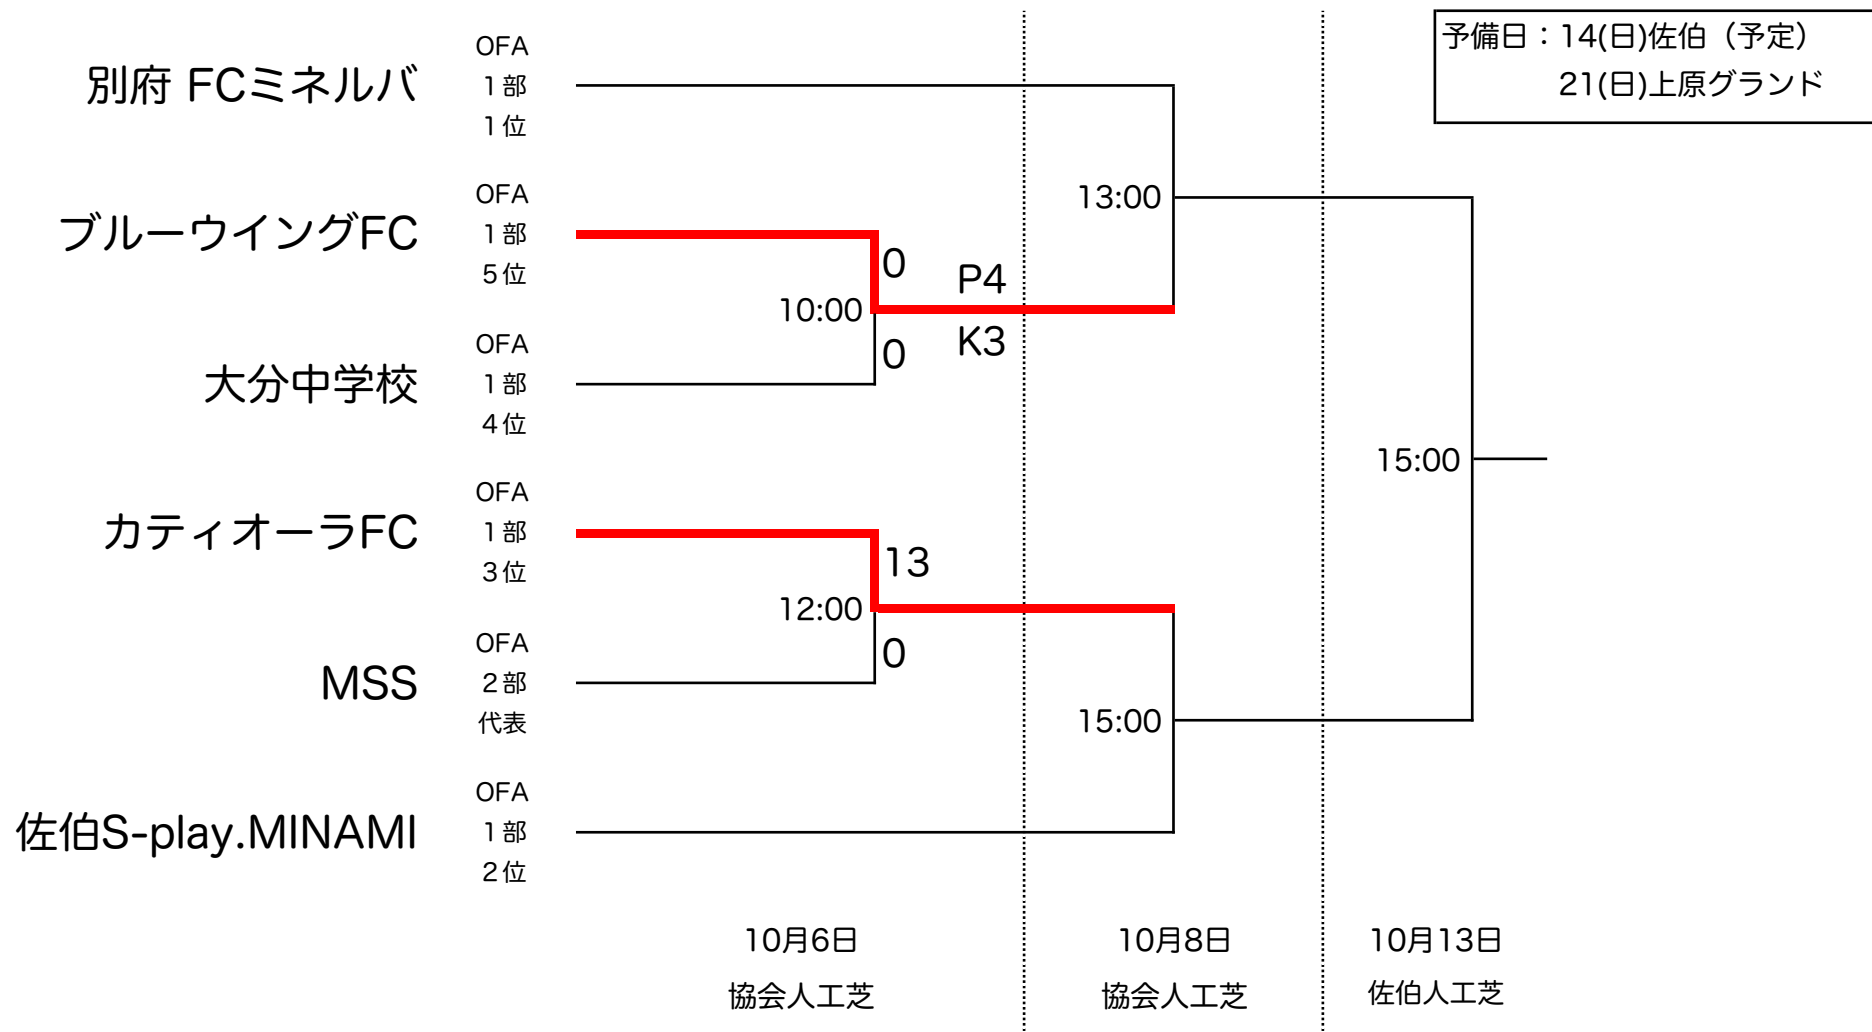 予備日：14(日)佐伯（予定）
21(日)上原グランド
別府 FCミネルバ
OFA
1部
1位
13:00
ブルーウイングFC
OFA
1部
5位
0
P4
10:00
K3
0
大分中学校
OFA
1部
4位
15:00
カティオーラFC
OFA
1部
3位
13
12:00
0
MSS
OFA
2部
代表
15:00
佐伯S-play.MINAMI
OFA
1部
2位
10月6日
10月8日
10月13日
協会人工芝
協会人工芝
佐伯人工芝